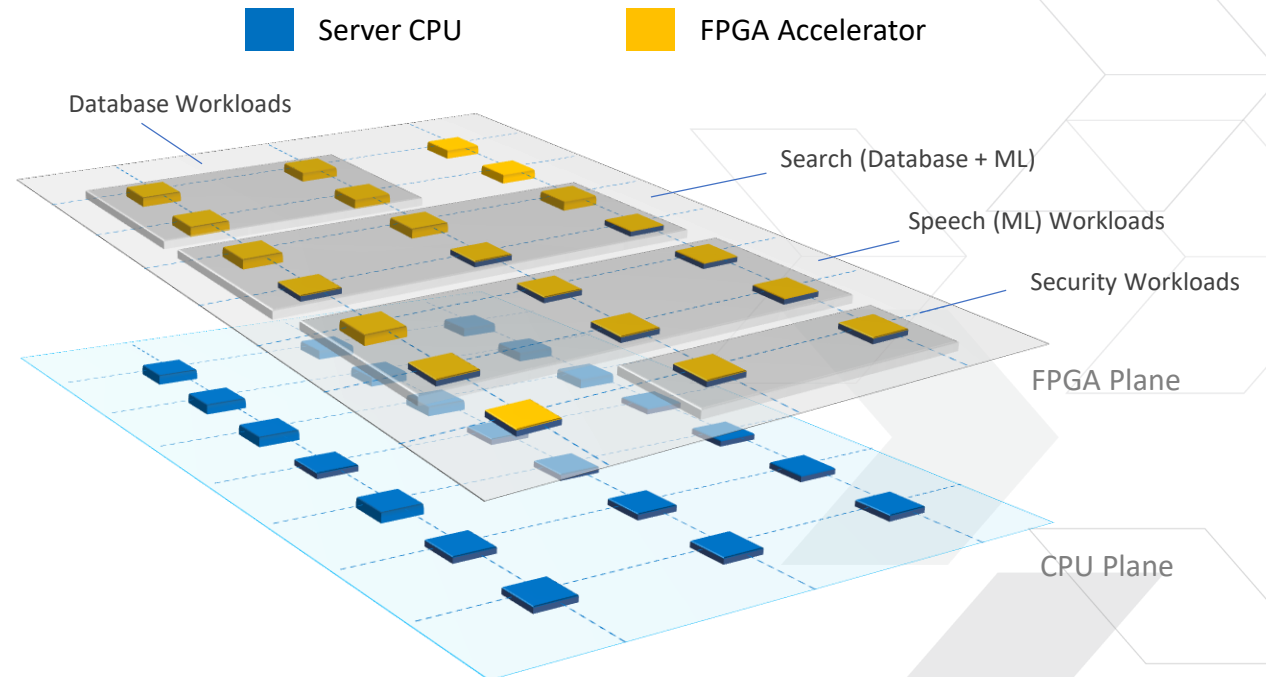 Server CPU
FPGA Accelerator
Database Workloads
Search (Database + ML)
Speech (ML) Workloads
Security Workloads
FPGA Plane
CPU Plane